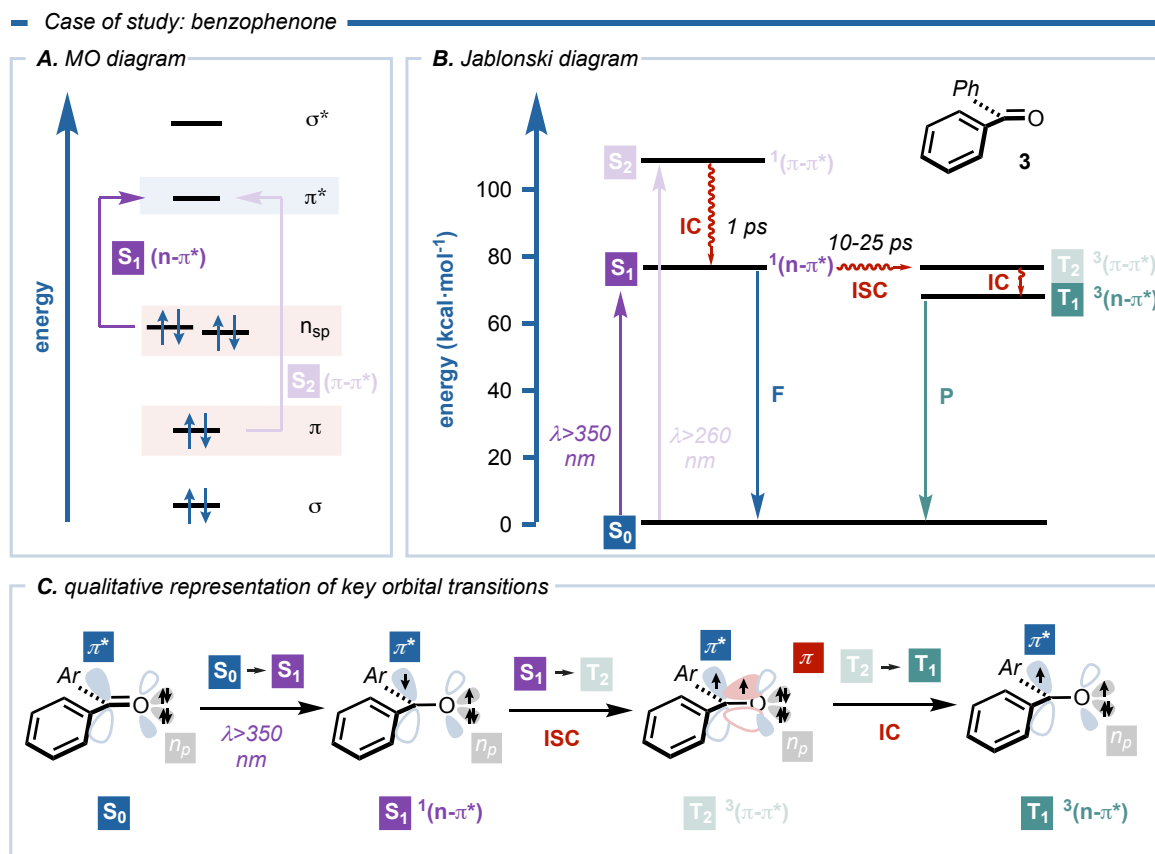 Case of study: benzophenone
A. MO diagram
energy
σ*
π*
S1 (n-π*)
nsp
S2 (π-π*)
π
σ
B. Jablonski diagram
energy (kcal·mol-1)
100
80
60
40
20
0
Ph
O
3
S2
1(π-π*)
IC
1 ps
S1
1(n-π*)
10-25 ps
ISC
T2 3(π-π*)
IC
T1 3(n-π*)
F
P
λ>350
nm
λ>260
nm
S0
C. qualitative representation of key orbital transitions
π*
Ar
O
np
S0
S0 S1
λ>350
nm
π*
Ar
O
np
S1 1(n-π*)
S1 T2
ISC
π*
π
Ar
O
np
T2 3(π-π*)
T2 T1
IC
π*
Ar
O
np
T1 3(n-π*)